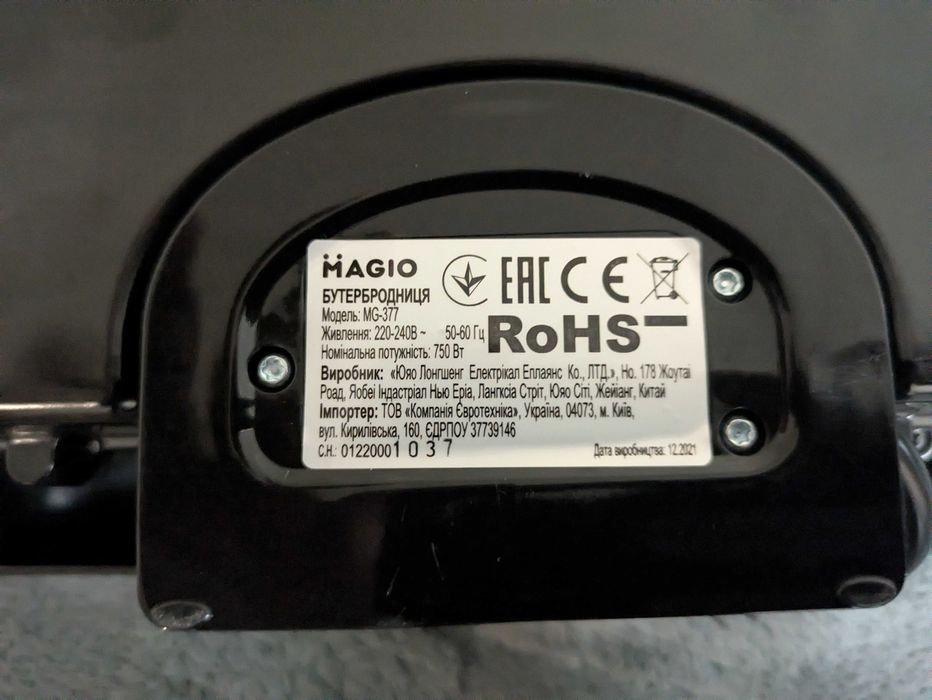 MAGIO
EAC CE
БУТЕРБРОДНИЦЯ
Модель: MG-377
Живлення: 220-240В ~ 50-60 Гц
Номінальна потужність: 750 Вт
RoHS
Виробник: «Юяо Лонгшенг Електрікал Еплаянс Ко., ЛТД.», Но. 178 Жоутаі
Роад, Яобеі Індастріал Нью Еріа, Лангксіа Стріт, Юяо Сіті, Жейіанг, Китай
Імпортер: ТОВ «Компанія Євротехніка», Україна, 04073, м. Київ,
вул. Кирилівська, 160, ЄДРПОУ 37739146
С.Н.: 01220001037
Дата виробництва: 12.2021